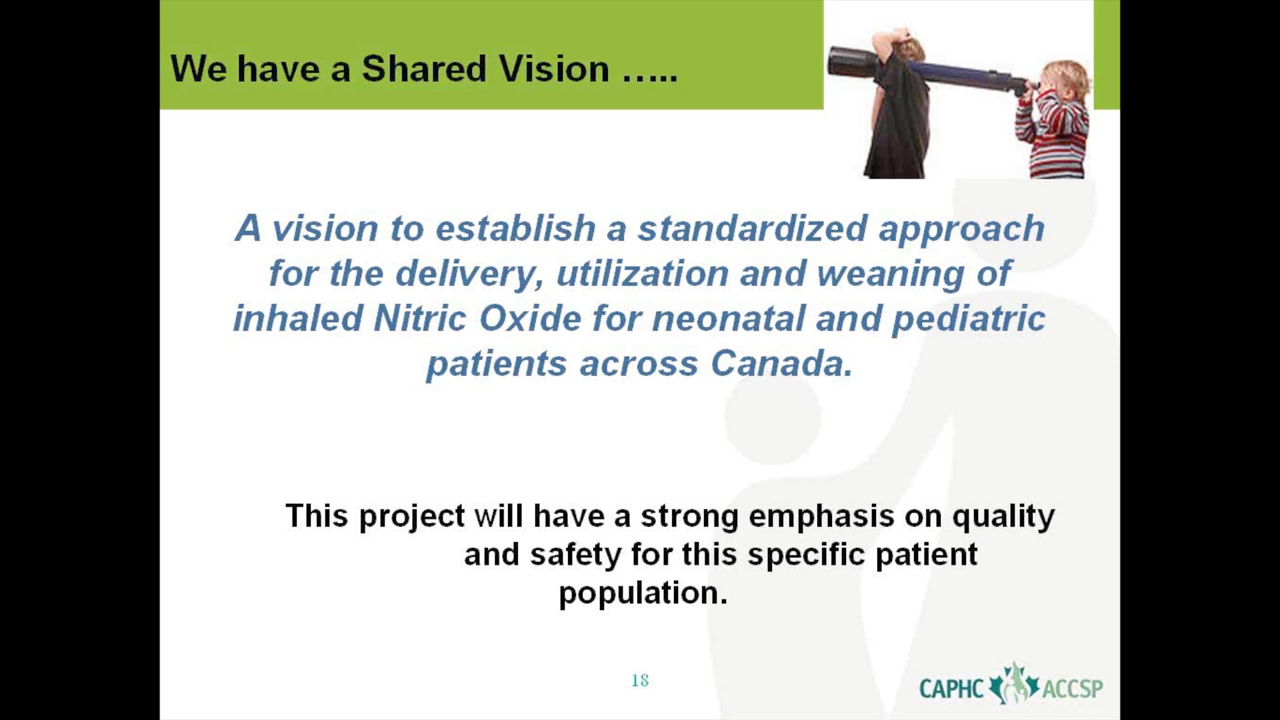 We have a Shared Vision …..
A vision to establish a standardized approach
for the delivery, utilization and weaning of
inhaled Nitric Oxide for neonatal and pediatric
patients across Canada.
This project will have a strong emphasis on quality
and safety for this specific patient
population.
18
CAPHC ACCSP